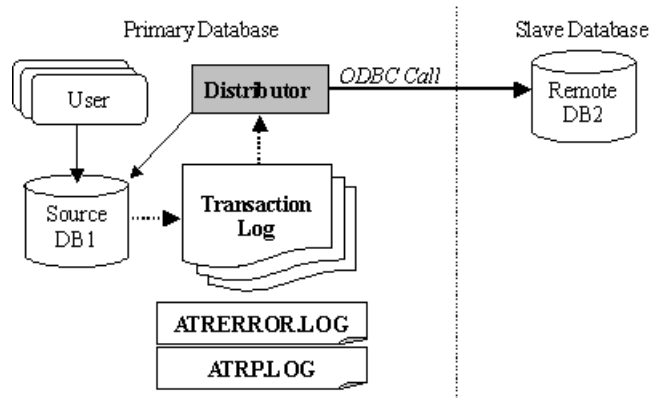 Primary Database
Slave Database
User
Distributor
ODBC Call
Remote
DB2
Source
DB1
Transaction
Log
ATRERROR.LOG
ATRP.LOG